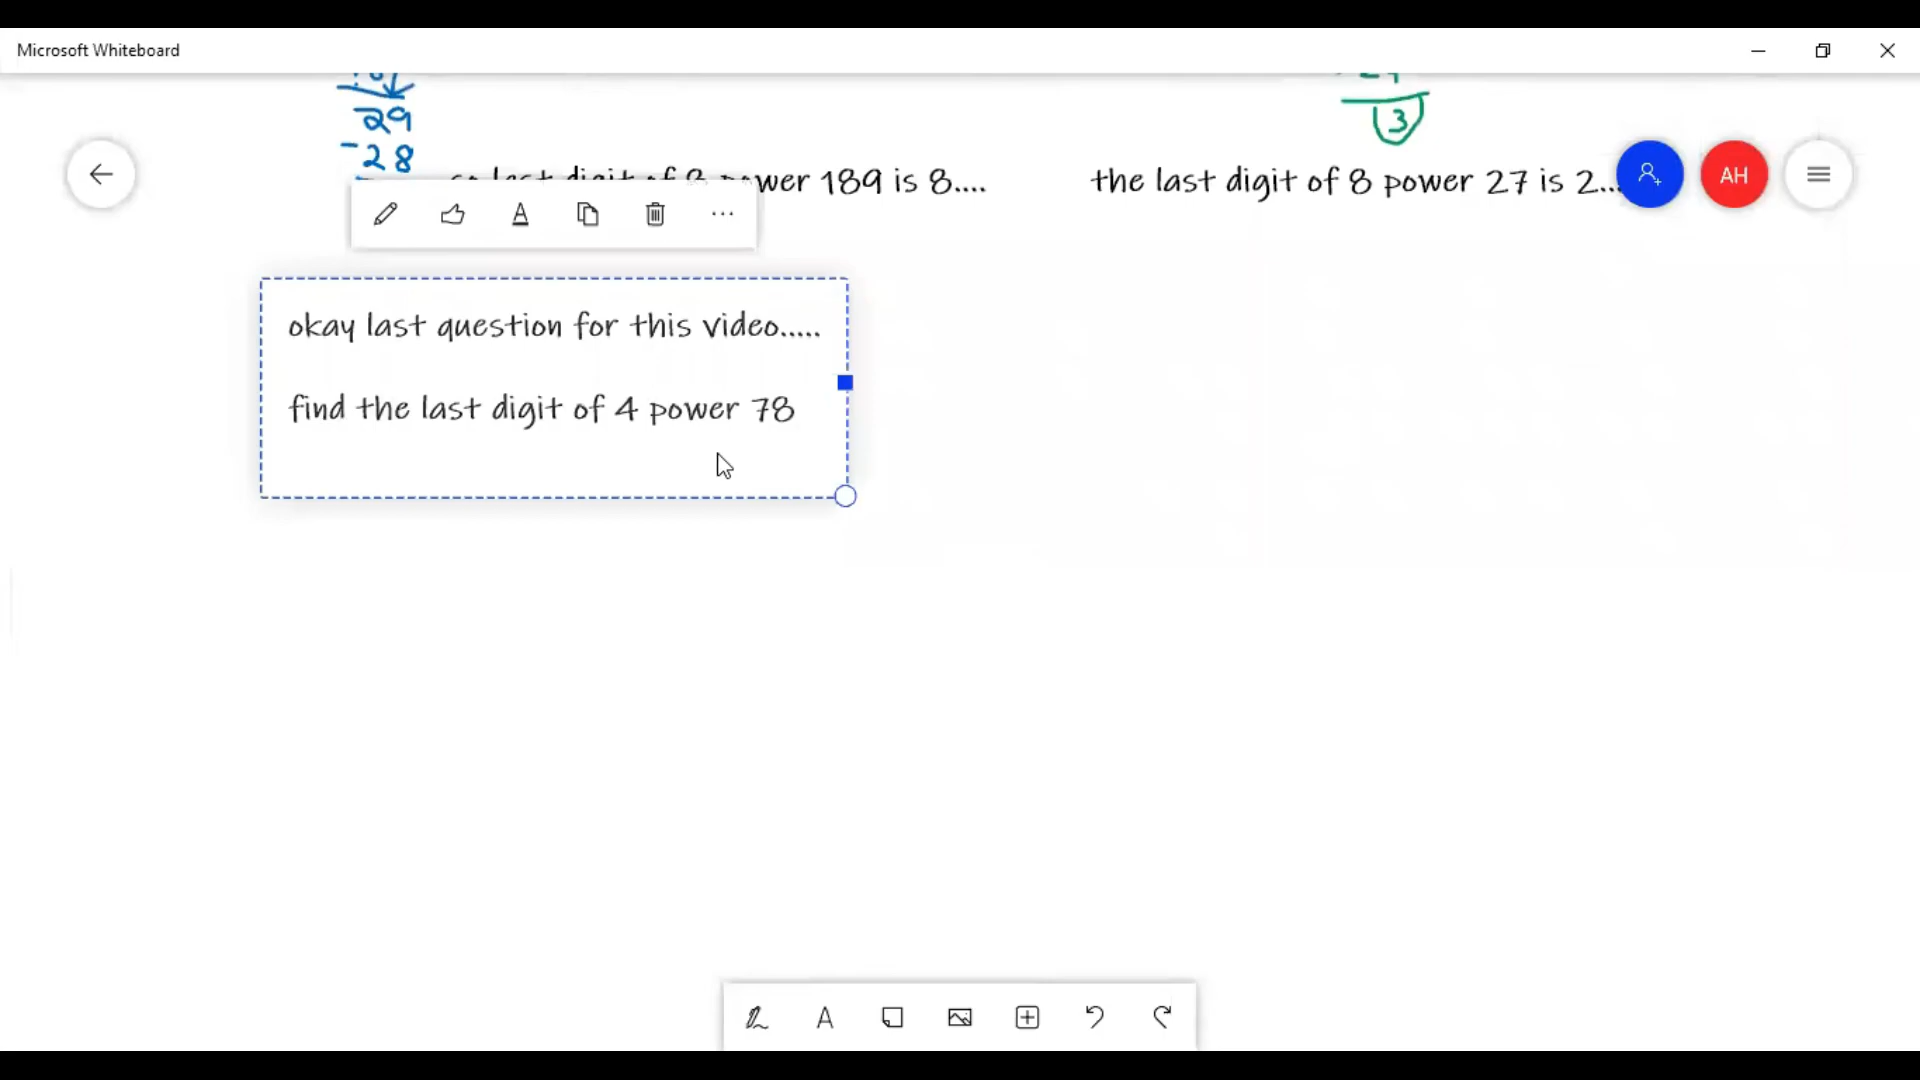 Microsoft Whiteboard
29
-28
3
power 189 is 8....
the last digit of 8 power 27 is 2...
AH
okay last question for this video.....
find the last digit of 4 power 78